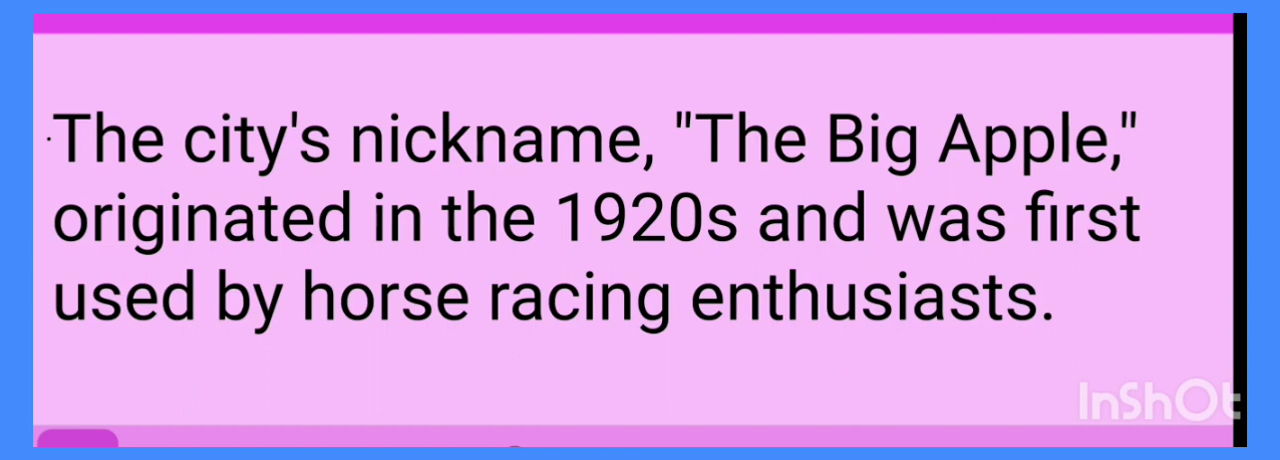 ·The city's nickname, "The Big Apple,"
originated in the 1920s and was first
used by horse racing enthusiasts.
InShOt